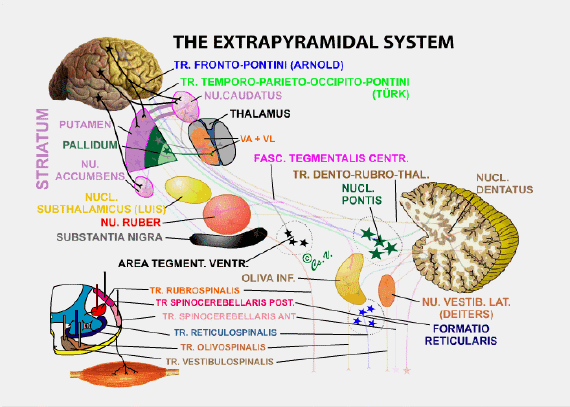 THE EXTRAPYRAMIDAL SYSTEM
TR. FRONTO-PONTINI (ARNOLD)
TR. TEMPORO-PARIETO-OCCIPITO-PONTINI
(TÜRK)
NU.CAUDATUS
THALAMUS
STRIATUM
PUTAMEN
PALLIDUM
VA + VL
NU.
ACCUMBENS
FASC. TEGMENTALIS CENTR.
TR. DENTO-RUBRO-THAL.
NUCL.
DENTATUS
NUCL.
PONTIS
NUCL.
SUBTHALAMICUS (LUIS)
NU. RUBER
SUBSTANTIA NIGRA
AREA TEGMENT. VENTR.
OLIVA INF.
NU. VESTIB. LAT.
(DEITERS)
FORMATIO
RETICULARIS
TR. RUBROSPINALIS
TR SPINOCEREBELLARIS POST.
TR. SPINOCEREBELLARIS ANT.
TR. RETICULOSPINALIS
TR. OLIVOSPINALIS
TR. VESTIBULOSPINALIS